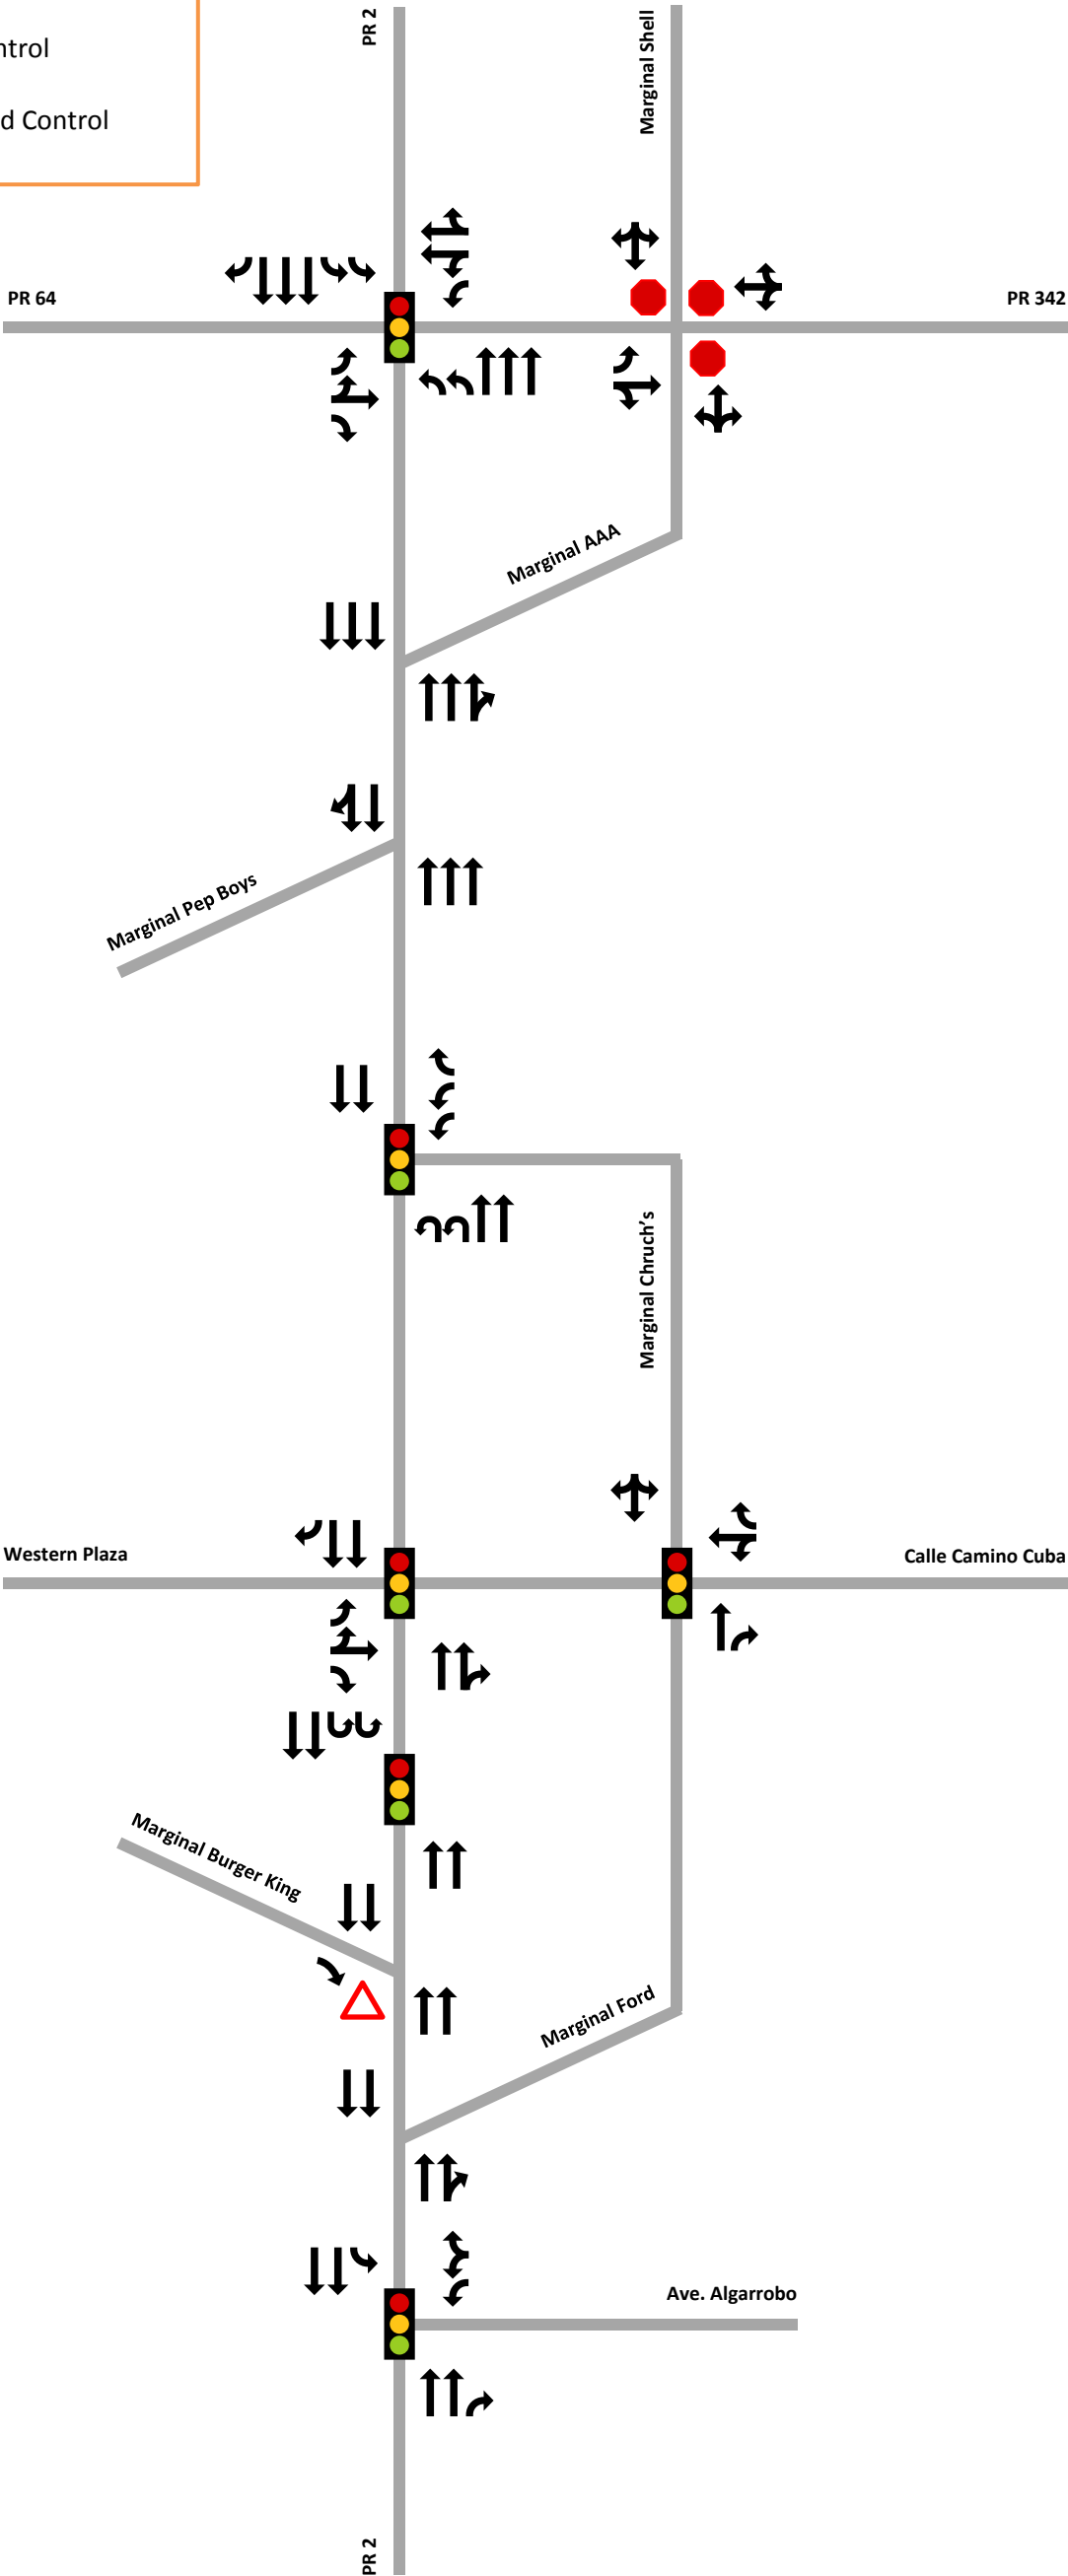 PR 2
Marginal Shell
ntrol
d Control
PR 64
PR 342
Marginal AAA
Marginal Pep Boys
Marginal Chruch's
Western Plaza
Calle Camino Cuba
Marginal Burger King
Marginal Ford
Ave. Algarrobo
PR 2